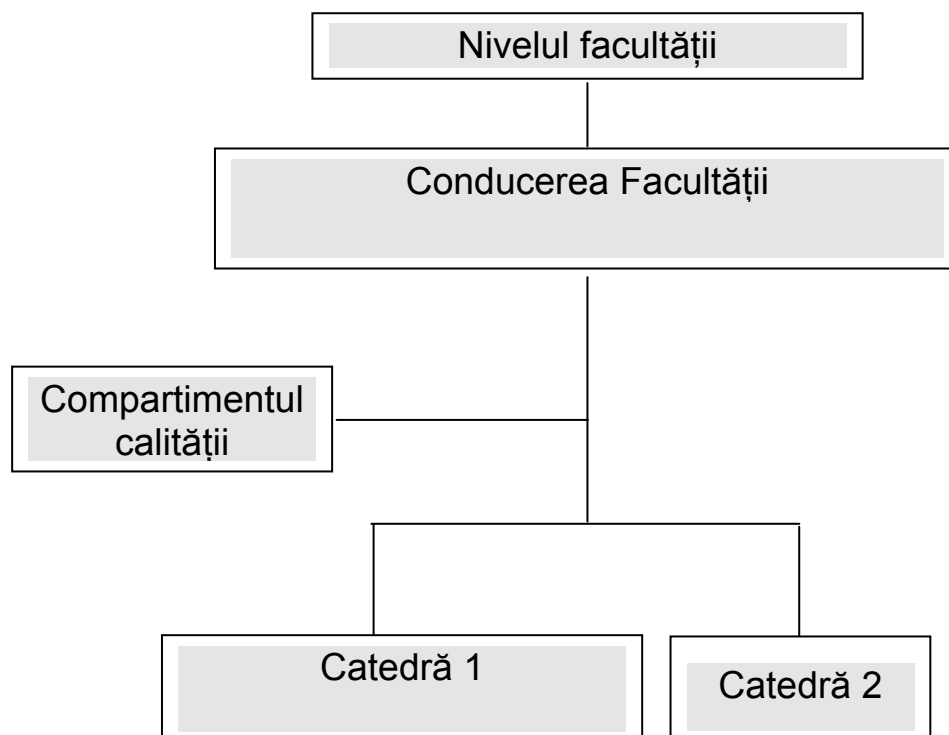 Nivelul facultății
Conducerea Facultății
Compartimentul
calității
Catedră 1
Catedră 2